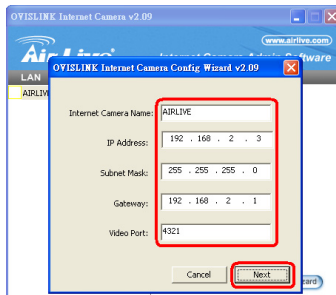 OVISLINK Internet Camera v2.09
www.airlive.com
Air Live
Internet Camera Admin Software
LAN
AIRLIV
OVISLINK Internet Camera Config Wizard v2.09
Internet Camera Name: AIRLIVE
IP Address: 192 . 168 . 2 . 3
Subnet Mask: 255 . 255 . 255 . 0
Gateway: 192 . 168 . 2 . 1
Video Port: 4321
Cancel Next
zard)